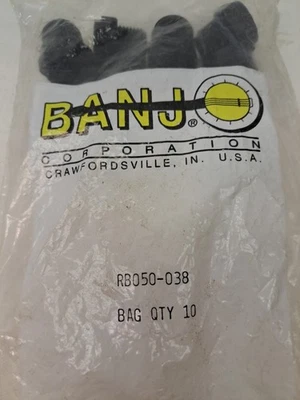 BANJO®
CORPORATION
CRAWFORDSVILLE, IN. U.S.A.
RB050-038
BAG QTY 10